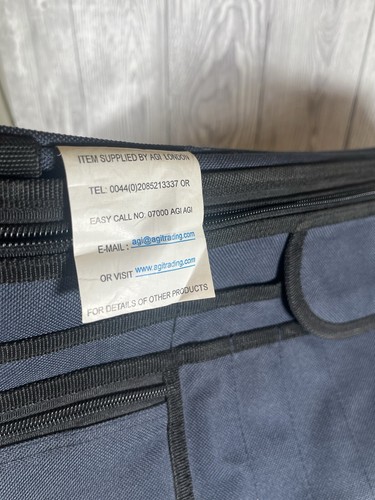 ITEM SUPPLIED BY AGI LONDON
TEL: 0044(0)2085213337 OR
EASY CALL NO. 07000 AGI AGI
E-MAIL : agi@agitrading.com
OR VISIT www.agitrading.com
FOR DETAILS OF OTHER PRODUCTS